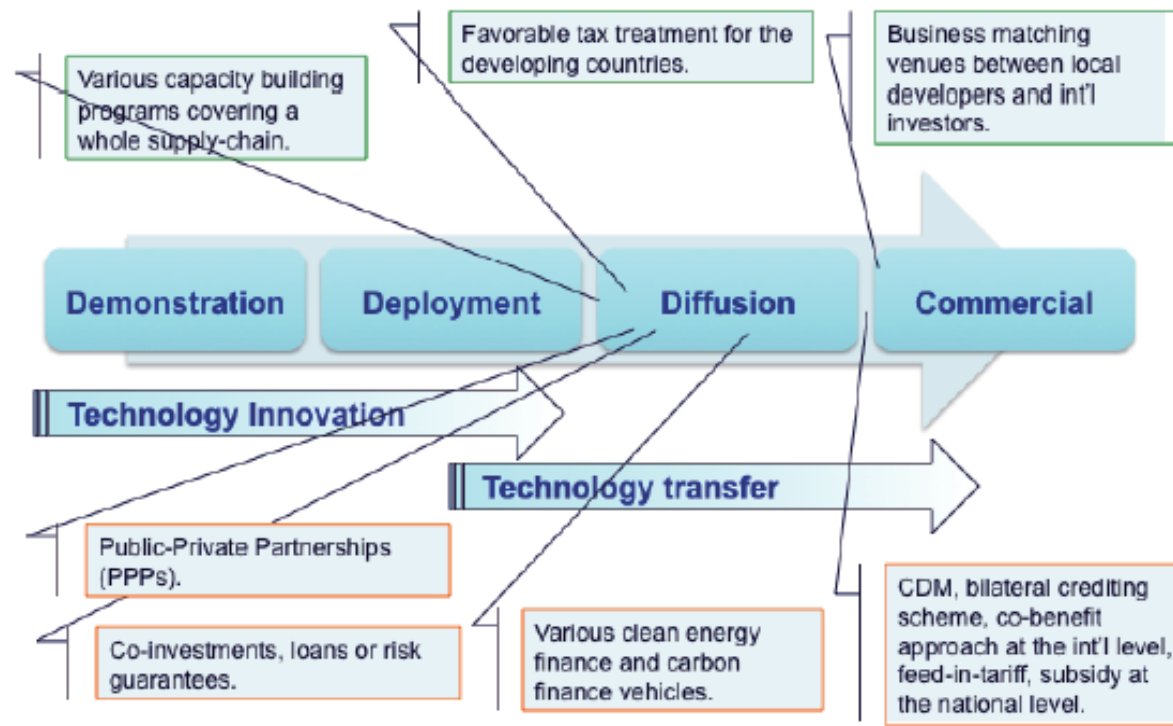 Various capacity building
programs covering a
whole supply-chain.
Favorable tax treatment for the
developing countries.
Business matching
venues between local
developers and int'l
investors.
Demonstration
Deployment
Diffusion
Commercial
Technology Innovation
Technology transfer
Public-Private Partnerships
(PPPs).
Co-investments, loans or risk
guarantees.
Various clean energy
finance and carbon
finance vehicles.
CDM, bilateral crediting
scheme, co-benefit
approach at the int'l level,
feed-in-tariff, subsidy at
the national level.